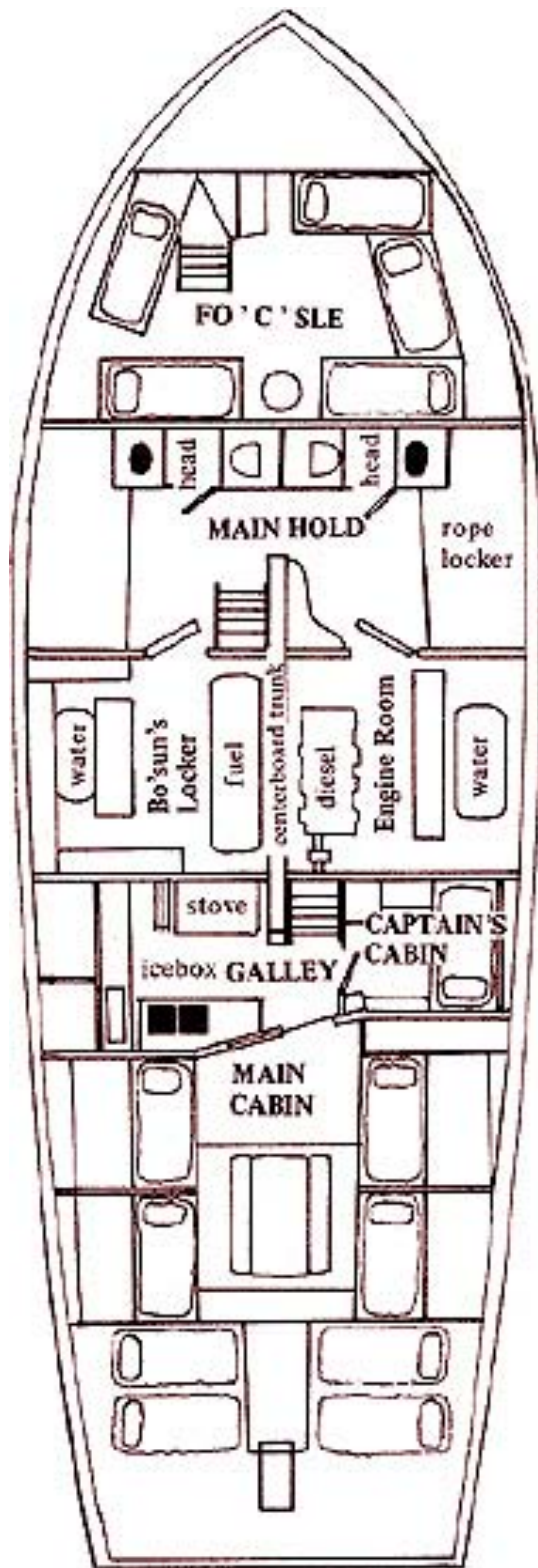 FO'C'SLE
head
head
MAIN HOLD
rope
locker
water
Bo'sun's
Locker
fuel
centerboard trunk
diesel
Engine Room
water
stove
CAPTAIN'S
CABIN
icebox
GALLEY
MAIN
CABIN